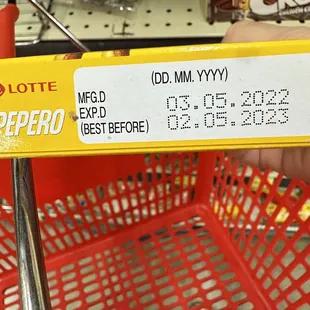 LOTTE
PEPERO
(DD. MM. YYYY)
MFG.D 03.05.2022
EXP.D 02.05.2023
(BEST BEFORE)